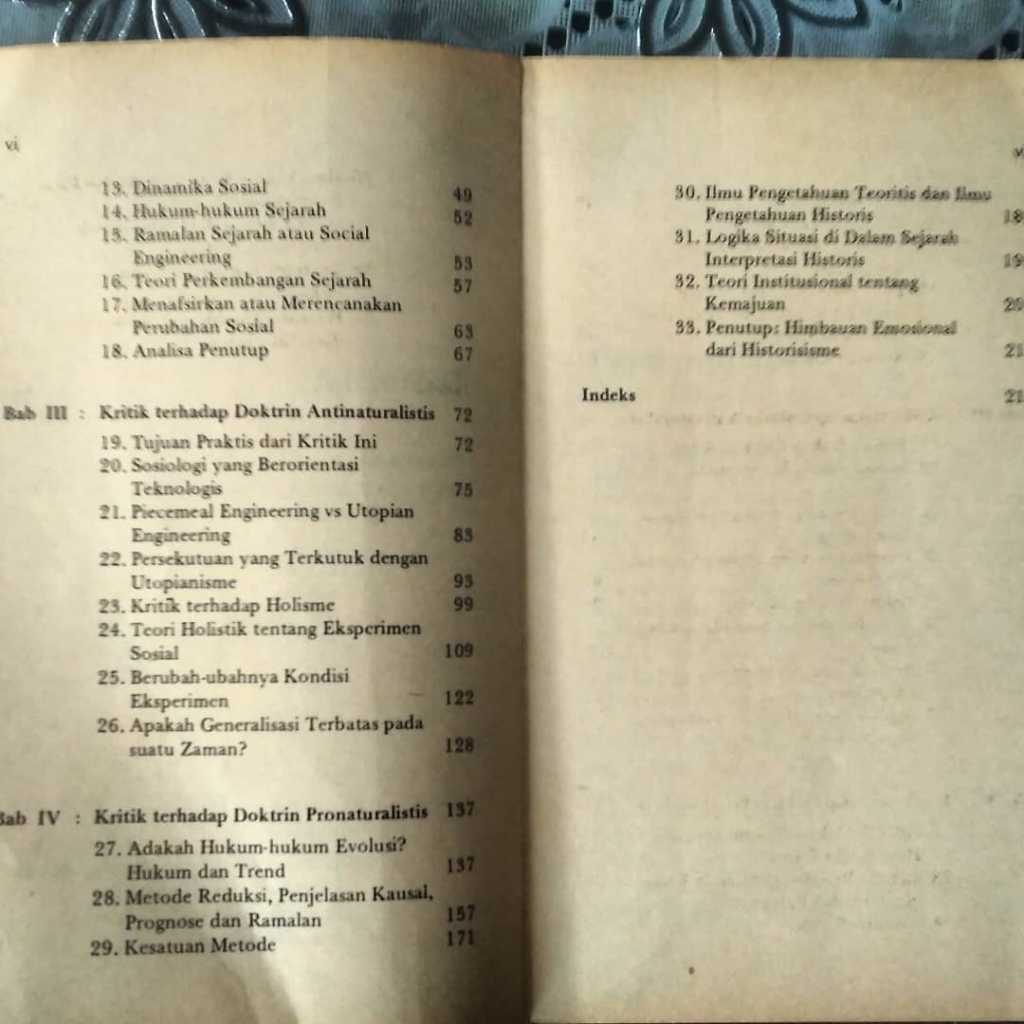 vi
13. Dinamika Sosial 49
14. Hukum-hukum Sejarah 52
15. Ramalan Sejarah atau Social
Engineering 53
16. Teori Perkembangan Sejarah 57
17. Menafsirkan atau Merencanakan
Perubahan Sosial 63
18. Analisa Penutup 67
Bab III : Kritik terhadap Doktrin Antinaturalistis 72
19. Tujuan Praktis dari Kritik Ini 72
20. Sosiologi yang Berorientasi
Teknologis 75
21. Piecemeal Engineering vs Utopian
Engineering 83
22. Persekutuan yang Terkutuk dengan
Utopianisme 93
23. Kritik terhadap Holisme 99
24. Teori Holistik tentang Eksperimen
Sosial 109
25. Berubah-ubahnya Kondisi
Eksperimen 122
26. Apakah Generalisasi Terbatas pada
suatu Zaman? 128
Bab IV : Kritik terhadap Doktrin Pronaturalistis 137
27. Adakah Hukum-hukum Evolusi?
Hukum dan Trend 137
28. Metode Reduksi, Penjelasan Kausal,
Prognose dan Ramalan 157
29. Kesatuan Metode 171
30. Ilmu Pengetahuan Teoritis dan Ilmu
Pengetahuan Historis
31. Logika Situasi di Dalam Sejarah
Interpretasi Historis
32. Teori Institusional tentang
Kemajuan
33. Penutup: Himbauan Emosional
dari Historisisme
Indeks